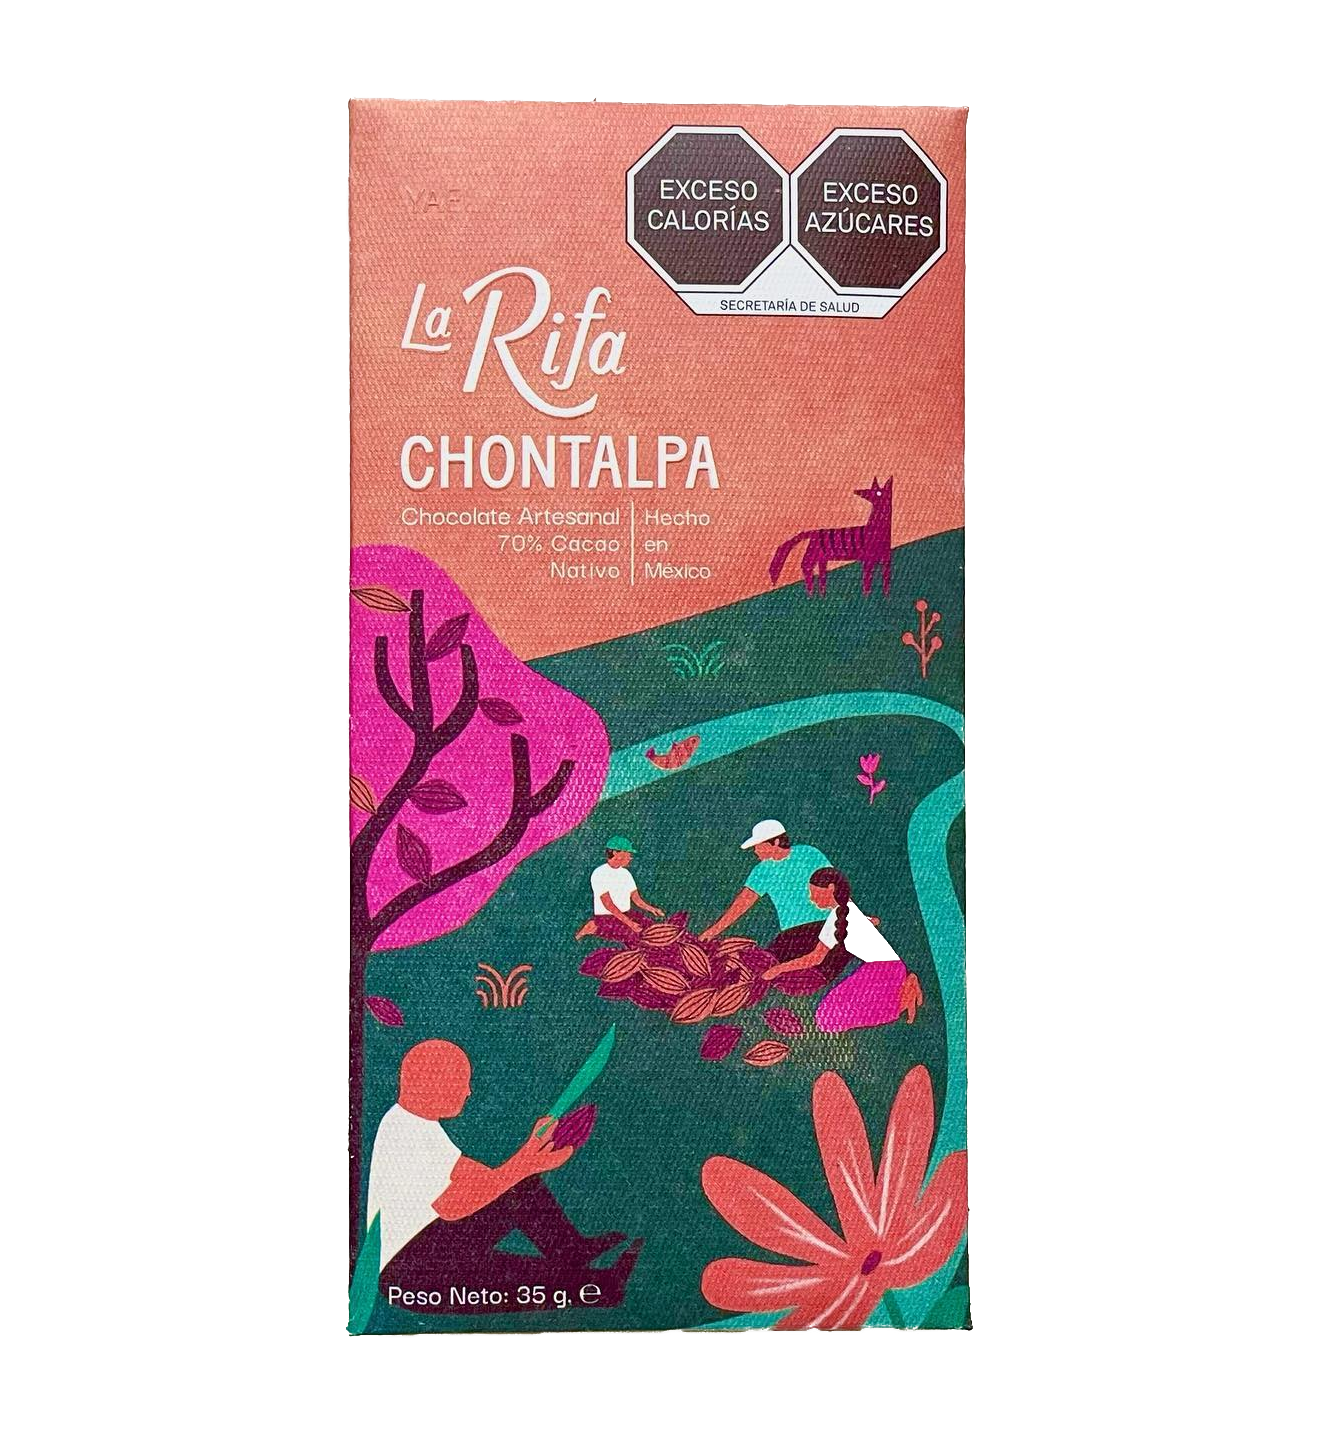 EXCESO
CALORÍAS
EXCESO
AZÚCARES
SECRETARÍA DE SALUD
La Rifa
CHONTALPA
Chocolate Artesanal
70% Cacao
Nativo
Hecho
en
México
Peso Neto: 35 g. ℮